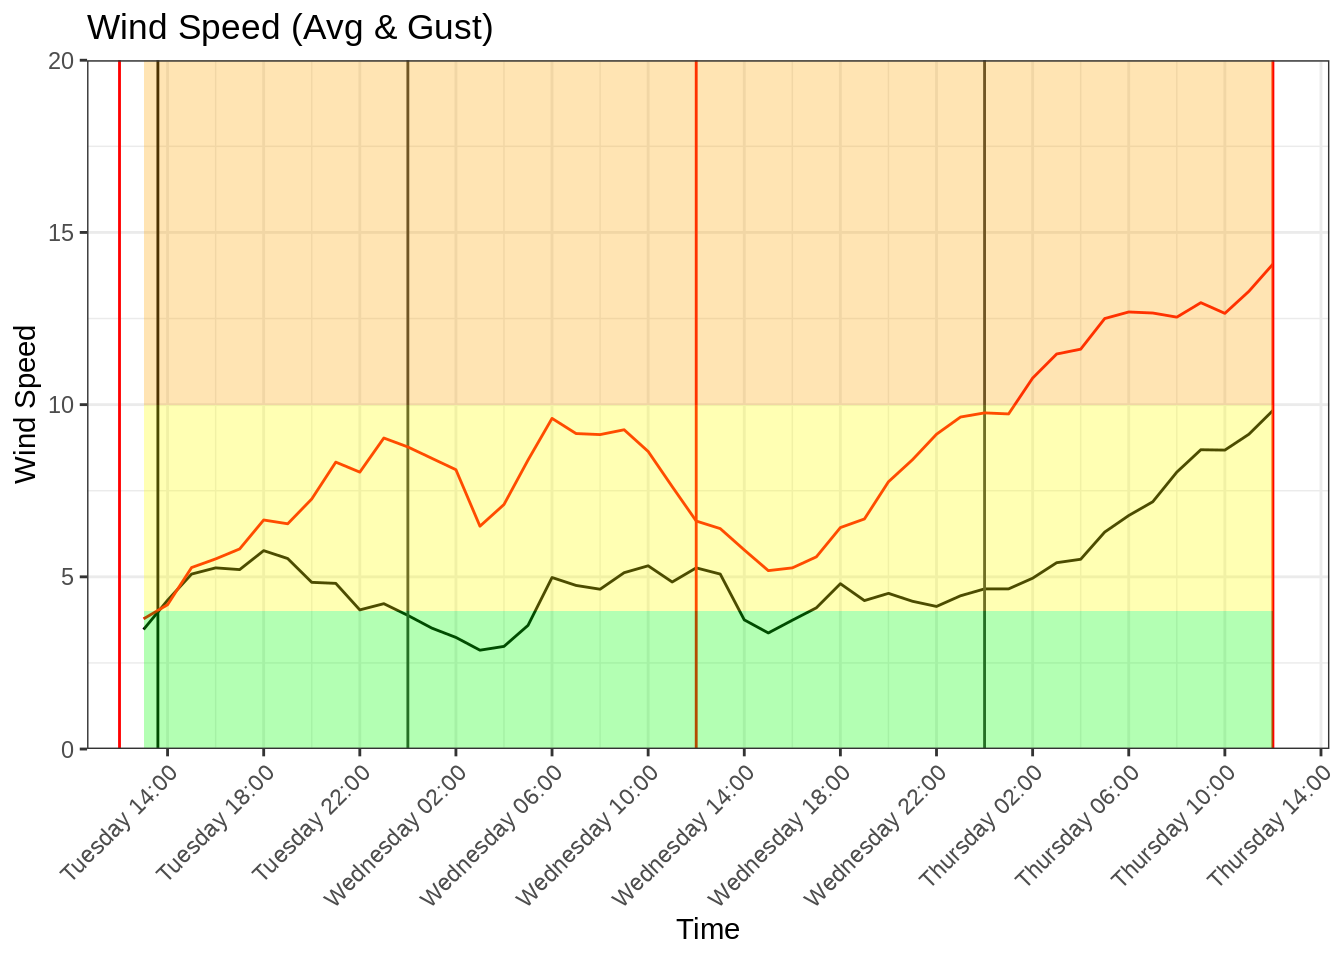 Wind Speed (Avg & Gust)
20
15
10
5
0
Wind Speed
Tuesday 14:00
Tuesday 18:00
Tuesday 22:00
Wednesday 02:00
Wednesday 06:00
Wednesday 10:00
Wednesday 14:00
Wednesday 18:00
Wednesday 22:00
Thursday 02:00
Thursday 06:00
Thursday 10:00
Thursday 14:00
Time